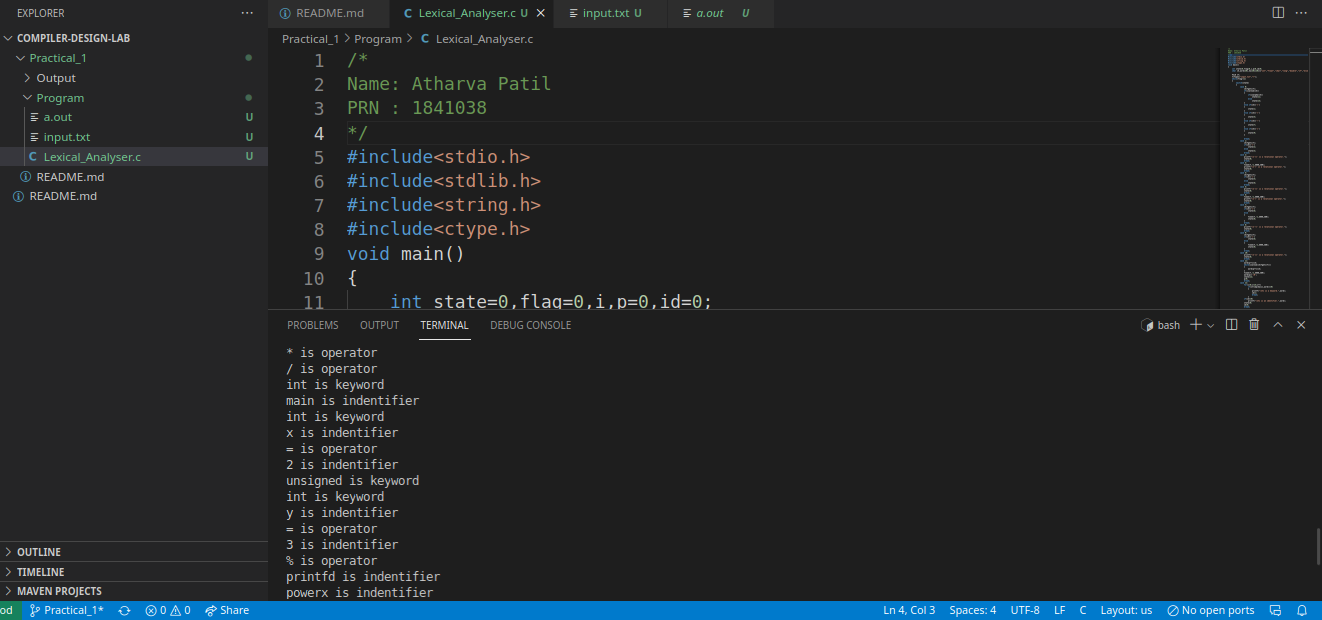 EXPLORER
COMPILER-DESIGN-LAB
Practical_1
Output
Program
a.out U
input.txt U
Lexical_Analyser.c U
README.md
README.md
OUTLINE
TIMELINE
MAVEN PROJECTS
README.md Lexical_Analyser.c U input.txt U a.out U
Practical_1 > Program > C Lexical_Analyser.c
1 /*
2 Name: Atharva Patil
3 PRN : 1841038
4 */
5 #include<stdio.h>
6 #include<stdlib.h>
7 #include<string.h>
8 #include<ctype.h>
9 void main()
10 {
11 int state=0,flag=0,i,p=0,id=0;
PROBLEMS OUTPUT TERMINAL DEBUG CONSOLE bash
* is operator
/ is operator
int is keyword
main is indentifier
int is keyword
x is indentifier
= is operator
2 is indentifier
unsigned is keyword
int is keyword
y is indentifier
= is operator
3 is indentifier
% is operator
printfd is indentifier
powerx is indentifier
od Practical_1* 0 0 Share Ln 4, Col 3 Spaces: 4 UTF-8 LF C Layout: us No open ports